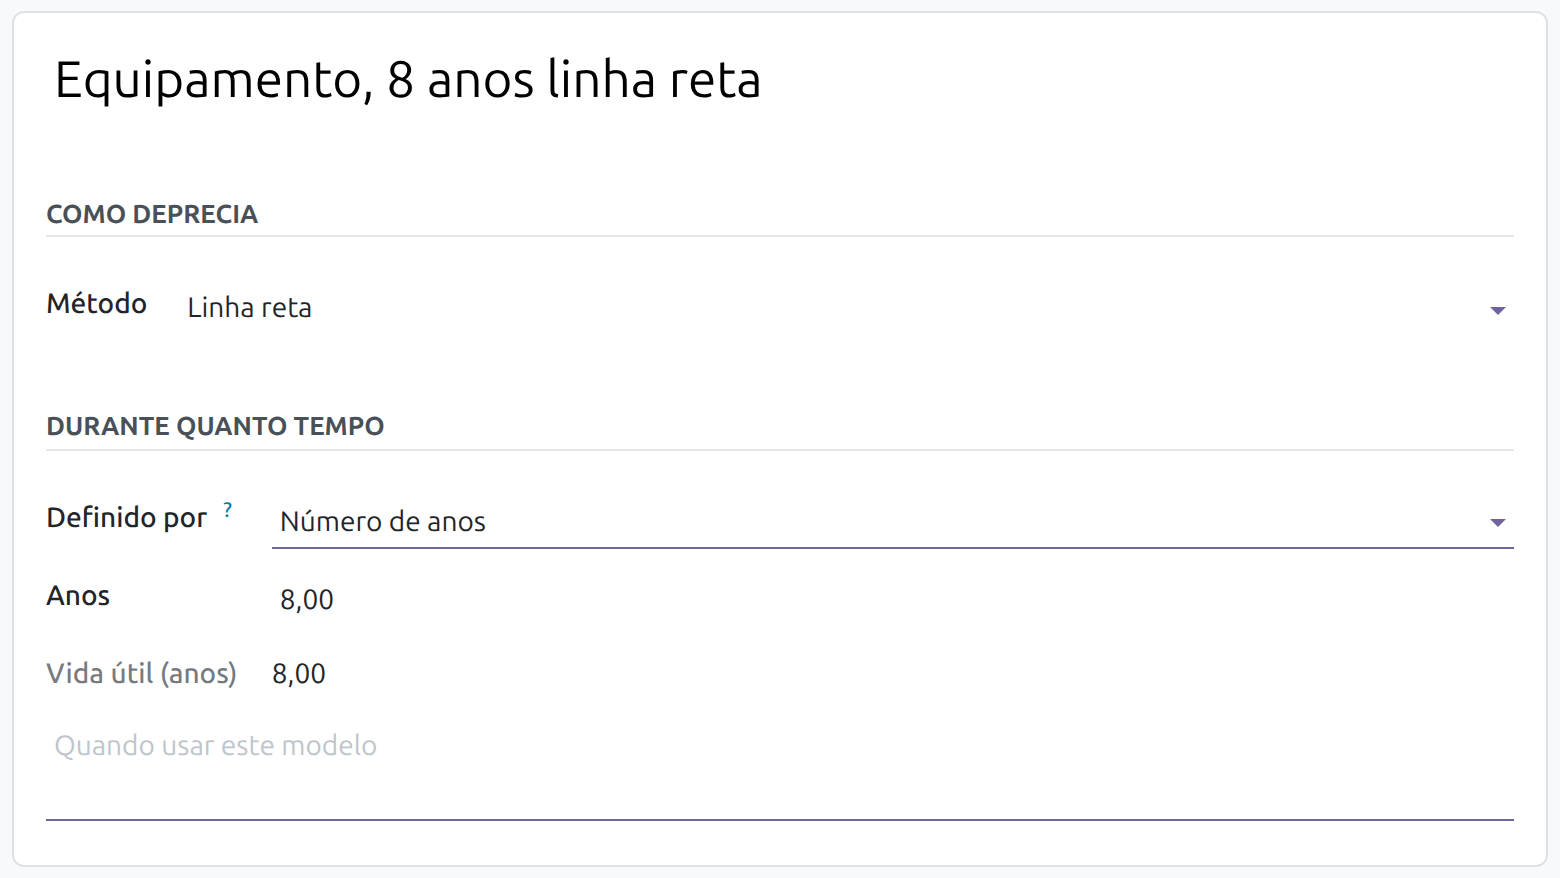 Equipamento, 8 anos linha reta
COMO DEPRECIA
Método Linha reta
DURANTE QUANTO TEMPO
Definido por ? Número de anos
Anos 8,00
Vida útil (anos) 8,00
Quando usar este modelo